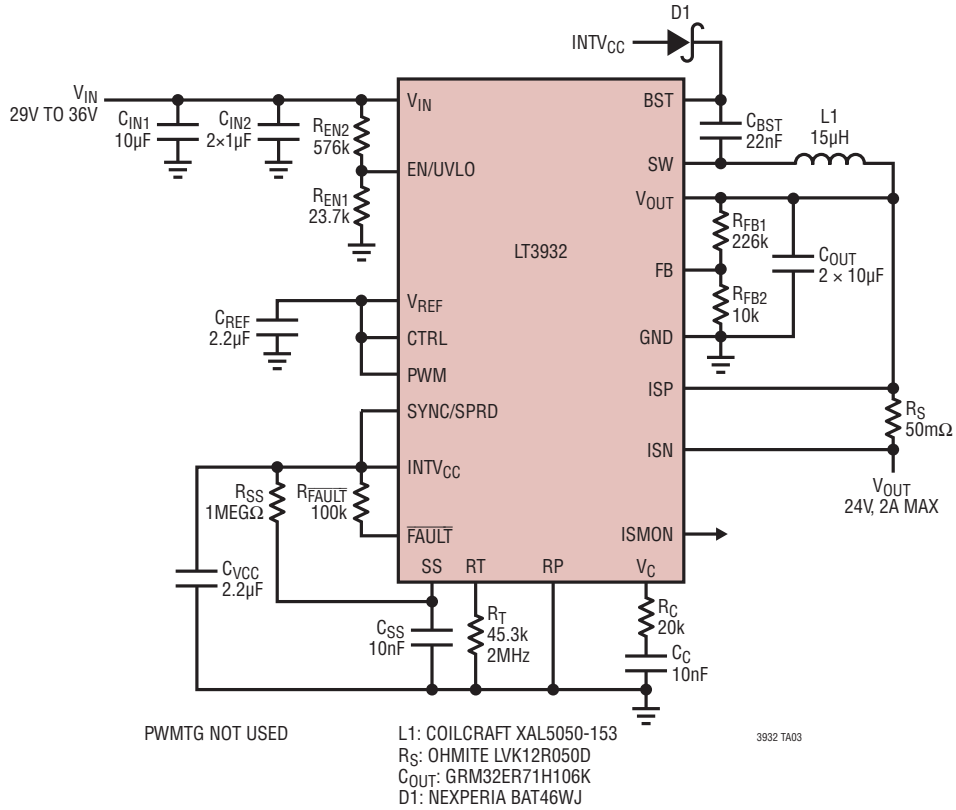 D1
INTVCC
VIN
29V TO 36V
CIN1
10µF
CIN2
2×1µF
REN2
576k
REN1
23.7k
VIN
EN/UVLO
BST
CBST
22nF
L1
15µH
SW
VOUT
RFB1
226k
COUT
2 × 10µF
FB
RFB2
10k
GND
LT3932
VREF
CREF
2.2µF
CTRL
PWM
SYNC/SPRD
ISP
RS
50mΩ
ISN
VOUT
24V, 2A MAX
INTVCC
RSS
1MEGΩ
RFAULT
100k
FAULT
ISMON
SS
RT
RP
VC
CVCC
2.2µF
CSS
10nF
RT
45.3k
2MHz
RC
20k
CC
10nF
PWMTG NOT USED
L1: COILCRAFT XAL5050-153
RS: OHMITE LVK12R050D
COUT: GRM32ER71H106K
D1: NEXPERIA BAT46WJ
3932 TA03